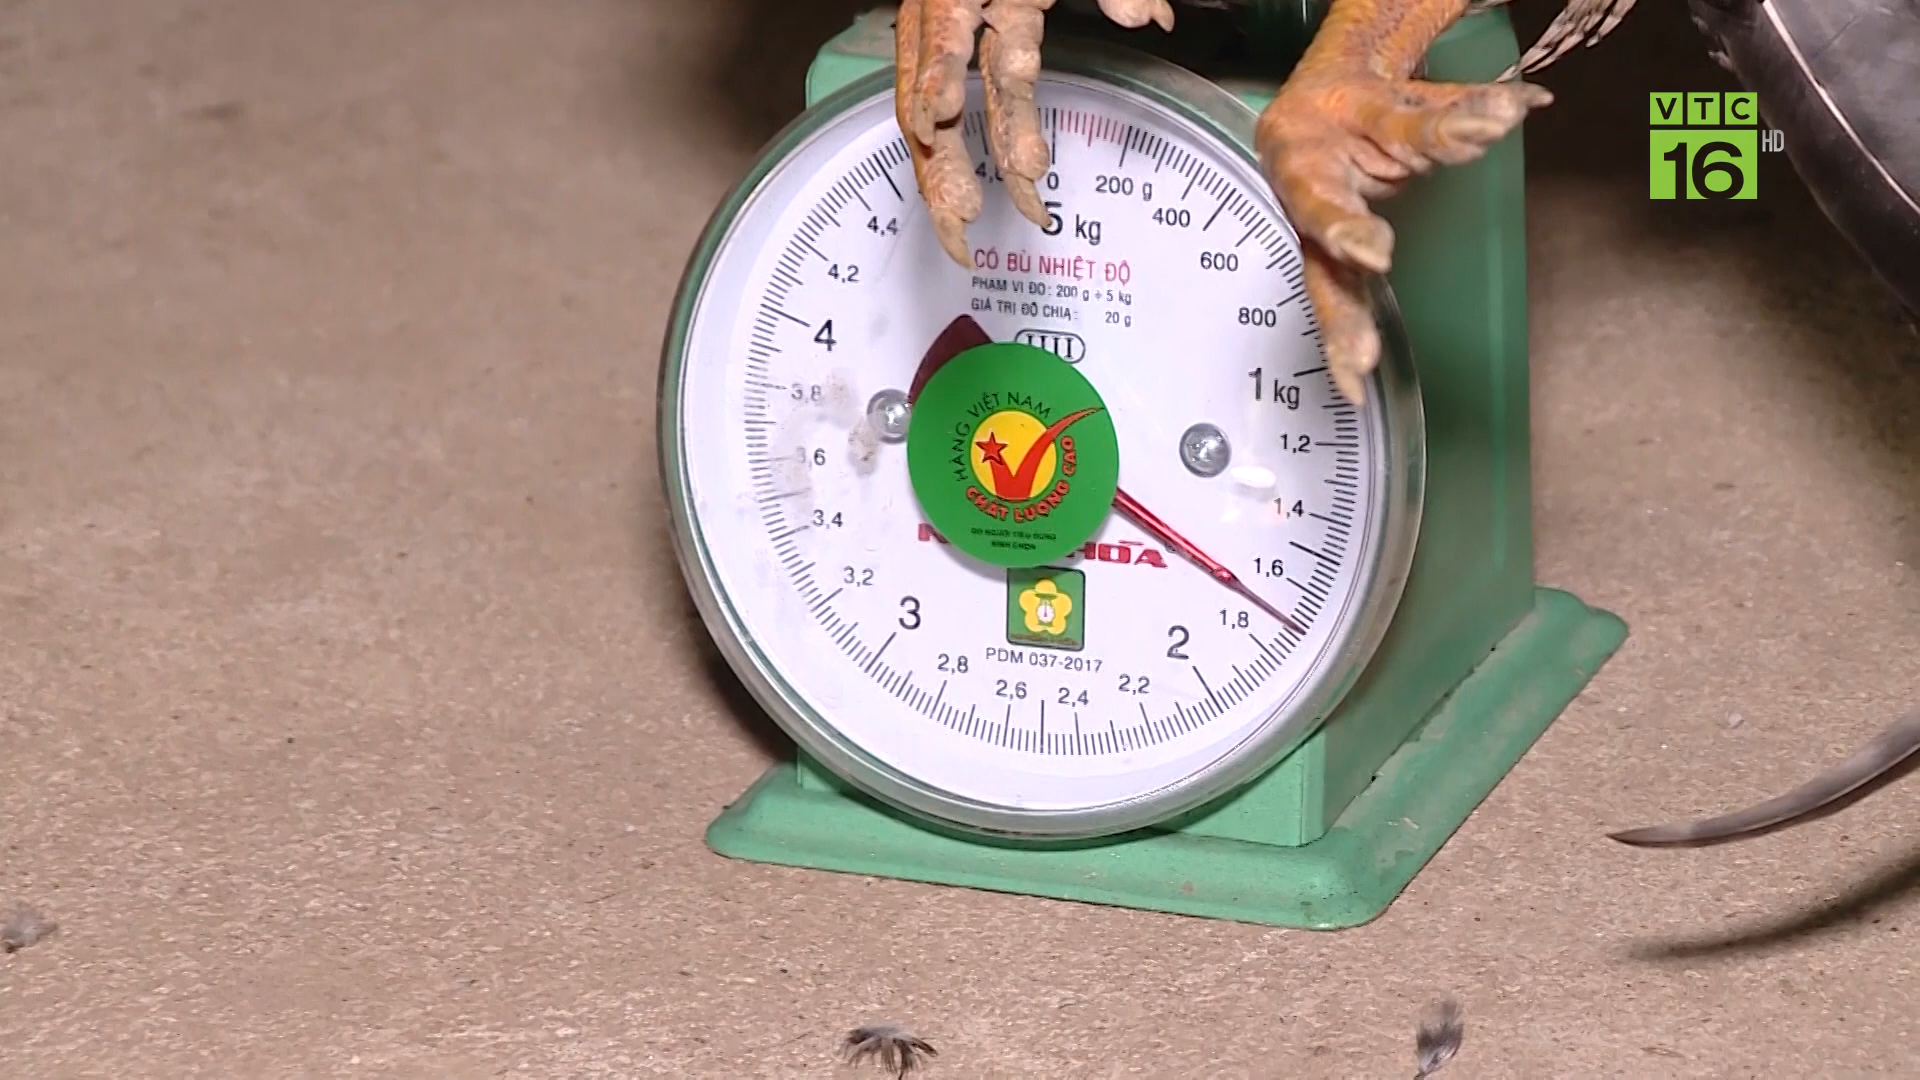 VTC
16 HD
0
200 g
400
600
800
1 kg
1,2
1,4
1,6
1,8
2
2,2
2,4
2,6
2,8
3
3,2
3,4
3,8
4
4,2
4,4
5 kg
CÓ BÙ NHIỆT ĐỘ
PHẠM VI ĐO: 200 g ÷ 5 kg
GIÁ TRỊ ĐỘ CHIA: 20 g
HÀNG VIỆT NAM
CHẤT LƯỢNG CAO
HÒA
PDM 037-2017